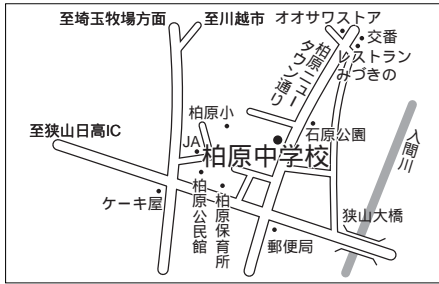 至埼玉牧場方面
至川越市
オオサワストア
交番
レストラン
みづきの
柏原ニュー
タウン通り
柏原小
石原公園
至狭山日高IC
JA
柏原中学校
入間川
ケーキ屋
柏原公民館
柏原保育所
郵便局
狭山大橋